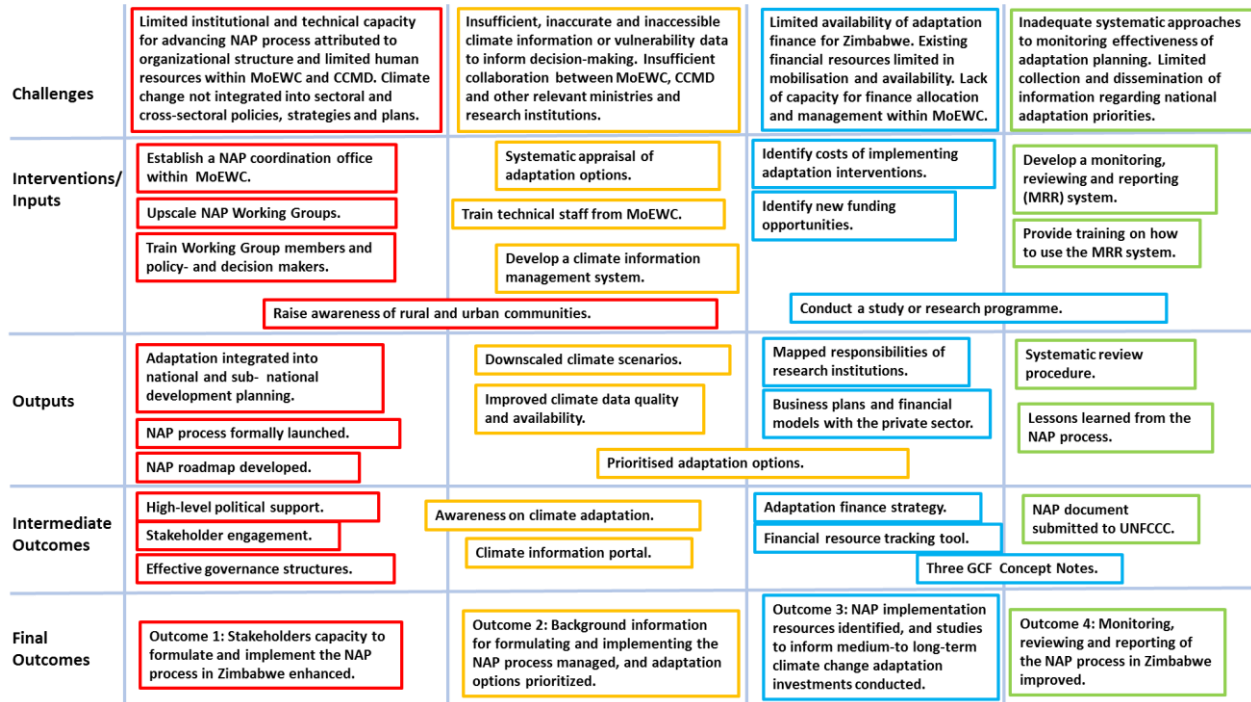 Challenges
Limited institutional and technical capacity
for advancing NAP process attributed to
organizational structure and limited human
resources within MoEWC and CCMD. Climate
change not integrated into sectoral and
cross-sectoral policies, strategies and plans.
Insufficient, inaccurate and inaccessible
climate information or vulnerability data
to inform decision-making. Insufficient
collaboration between MoEWC, CCMD
and other relevant ministries and
research institutions.
Limited availability of adaptation
finance for Zimbabwe. Existing
financial resources limited in
mobilisation and availability. Lack
of capacity for finance allocation
and management within MoEWC.
Inadequate systematic approaches
to monitoring effectiveness of
adaptation planning. Limited
collection and dissemination of
information regarding national
adaptation priorities.
Interventions/
Inputs
Establish a NAP coordination office
within MoEWC.
Upscale NAP Working Groups.
Train Working Group members and
policy- and decision makers.
Systematic appraisal of
adaptation options.
Train technical staff from MoEWC.
Develop a climate information
management system.
Raise awareness of rural and urban communities.
Identify costs of implementing
adaptation interventions.
Identify new funding
opportunities.
Develop a monitoring,
reviewing and reporting
(MRR) system.
Provide training on how
to use the MRR system.
Conduct a study or research programme.
Outputs
Adaptation integrated into
national and sub- national
development planning.
NAP process formally launched.
NAP roadmap developed.
Downscaled climate scenarios.
Improved climate data quality
and availability.
Prioritised adaptation options.
Mapped responsibilities of
research institutions.
Business plans and financial
models with the private sector.
Systematic review
procedure.
Lessons learned from the
NAP process.
Intermediate
Outcomes
High-level political support.
Stakeholder engagement.
Effective governance structures.
Awareness on climate adaptation.
Climate information portal.
Adaptation finance strategy.
Financial resource tracking tool.
Three GCF Concept Notes.
NAP document
submitted to UNFCCC.
Final
Outcomes
Outcome 1: Stakeholders capacity to
formulate and implement the NAP
process in Zimbabwe enhanced.
Outcome 2: Background information
for formulating and implementing the
NAP process managed, and adaptation
options prioritized.
Outcome 3: NAP implementation
resources identified, and studies
to inform medium-to long-term
climate change adaptation
investments conducted.
Outcome 4: Monitoring,
reviewing and reporting
of the NAP process in Zimbabwe
improved.